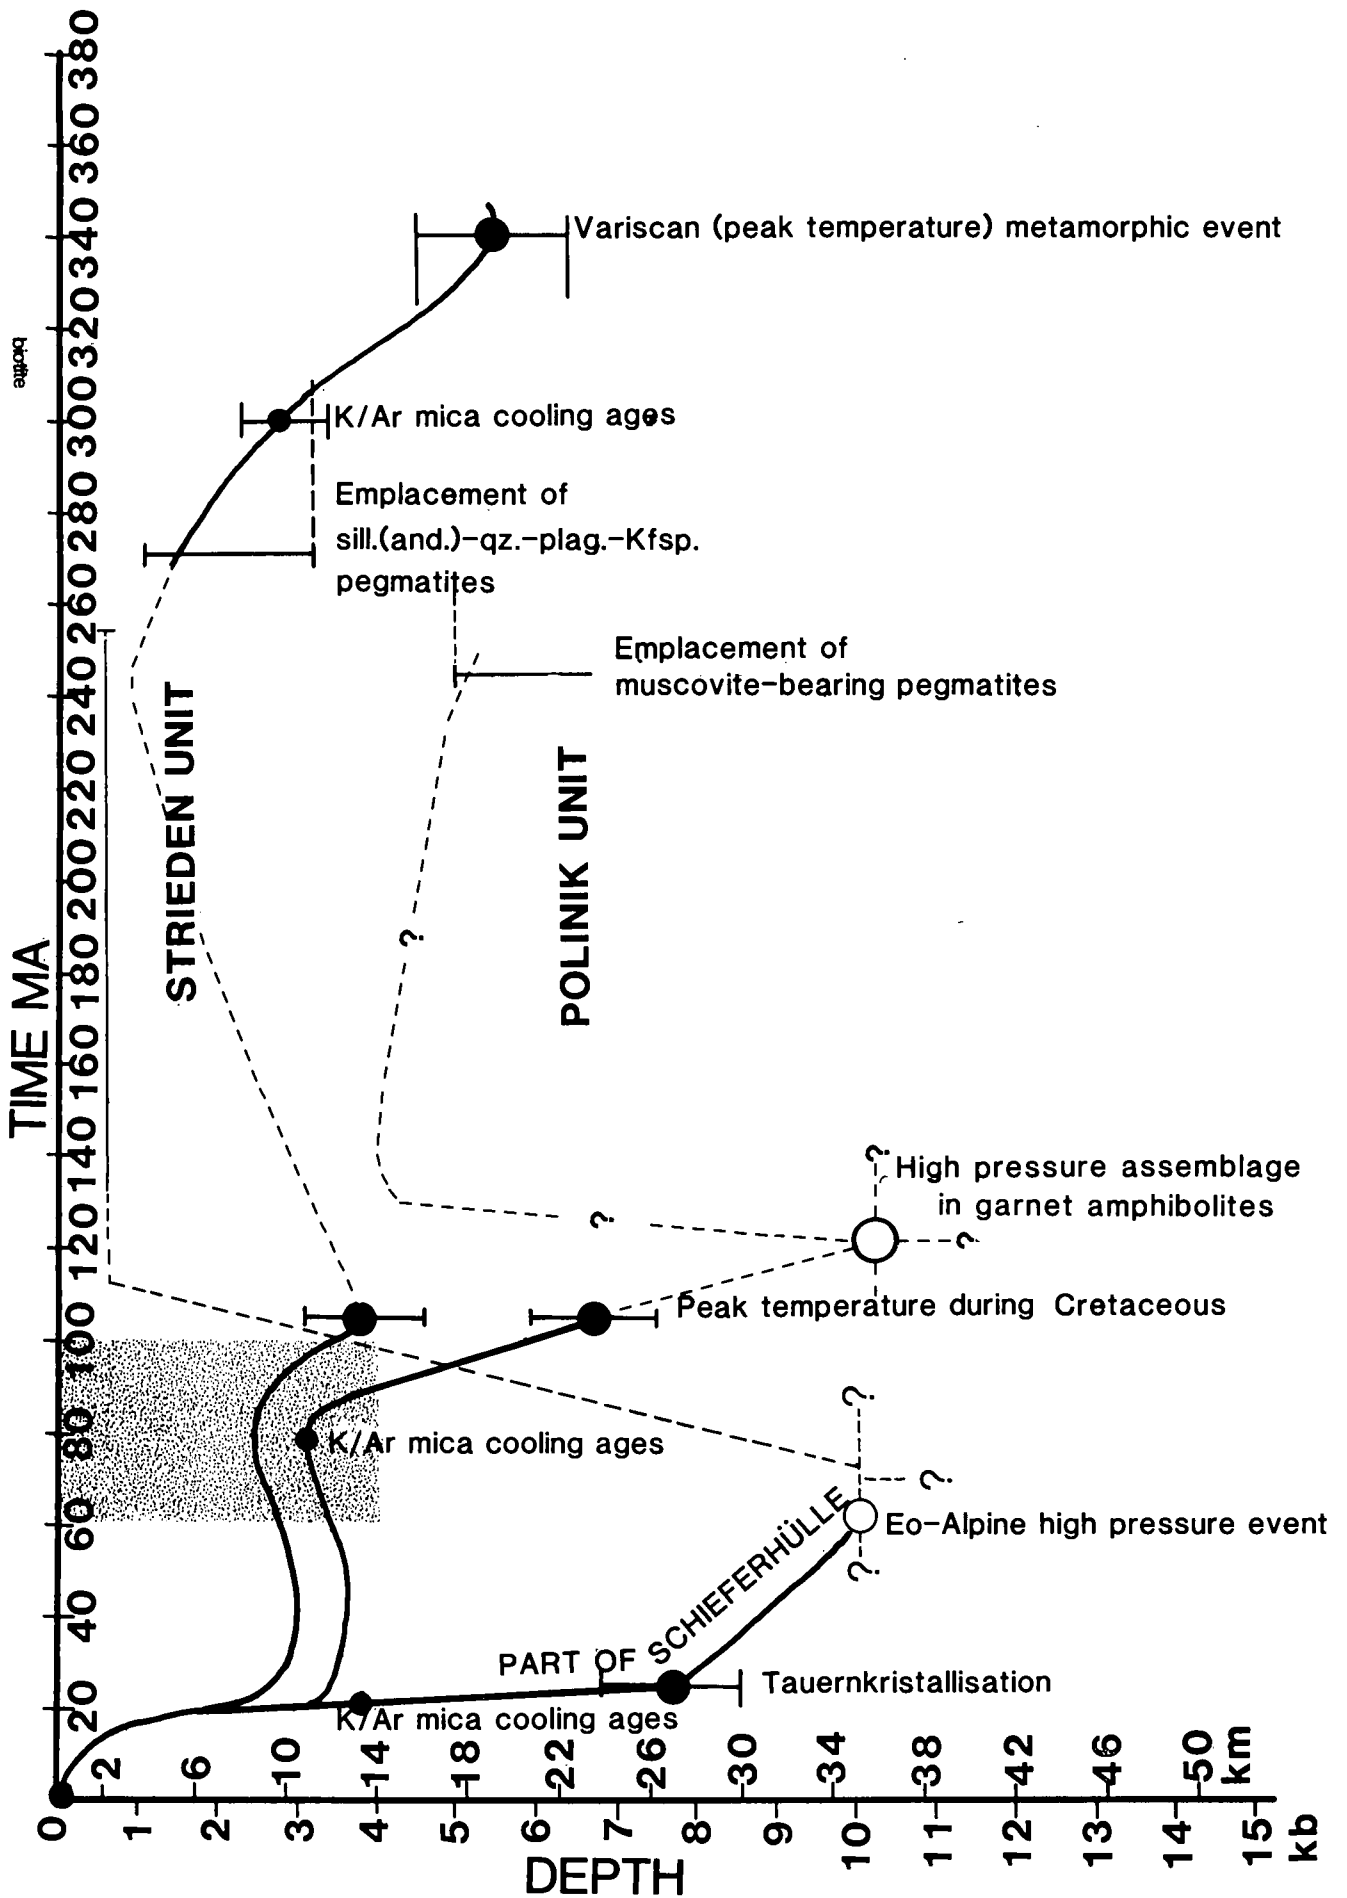 380
360
340
320
300
280
260
240
220
200
180
160
140
120
100
80
60
40
20
TIME MA
biotite
Variscan (peak temperature) metamorphic event
K/Ar mica cooling ages
Emplacement of
sill.(and.)-qz.-plag.-Kfsp.
pegmatites
Emplacement of
muscovite-bearing pegmatites
STRIEDEN UNIT
POLINIK UNIT
?
?
?
?
High pressure assemblage
in garnet amphibolites
Peak temperature during Cretaceous
K/Ar mica cooling ages
?
?
?
Eo-Alpine high pressure event
PART OF SCHIEFERHÜLLE
Tauernkristallisation
K/Ar mica cooling ages
2 6 10 14 18 22 26 30 34 38 42 46 50 km
0 1 2 3 4 5 6 7 8 9 10 11 12 13 14 15 kb
DEPTH